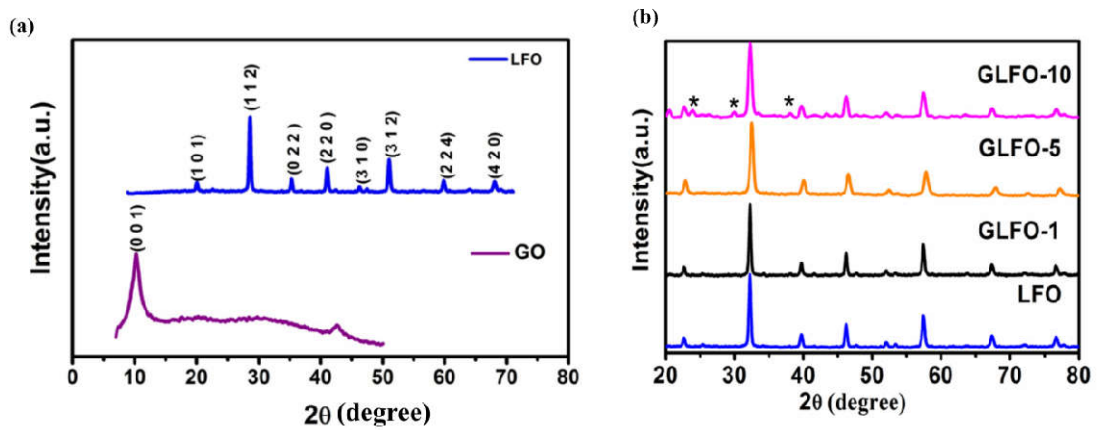 (a)
Intensity(a.u.)
LFO
(1 0 1)
(1 1 2)
(0 2 2)
(2 2 0)
(3 1 0)
(3 1 2)
(2 2 4)
(4 2 0)
GO
(0 0 1)
0 10 20 30 40 50 60 70 80
2θ (degree)
(b)
Intensity(a.u.)
GLFO-10
* * *
GLFO-5
GLFO-1
LFO
20 30 40 50 60 70 80
2θ (degree)